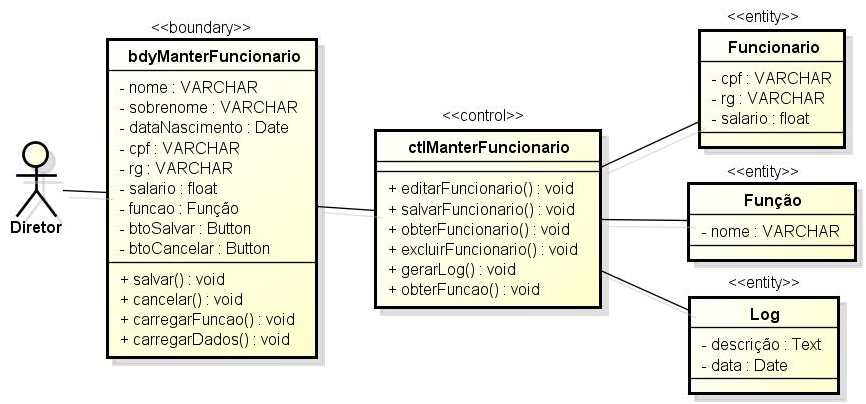 Diretor
<<boundary>>
bdyManterFuncionario
- nome : VARCHAR
- sobrenome : VARCHAR
- dataNascimento : Date
- cpf : VARCHAR
- rg : VARCHAR
- salario : float
- funcao : Função
- btoSalvar : Button
- btoCancelar : Button
+ salvar() : void
+ cancelar() : void
+ carregarFuncao() : void
+ carregarDados() : void
<<control>>
ctlManterFuncionario
+ editarFuncionario() : void
+ salvarFuncionario() : void
+ obterFuncionario() : void
+ excluirFuncionario() : void
+ gerarLog() : void
+ obterFuncao() : void
<<entity>>
Funcionario
- cpf : VARCHAR
- rg : VARCHAR
- salario : float
<<entity>>
Função
- nome : VARCHAR
<<entity>>
Log
- descrição : Text
- data : Date